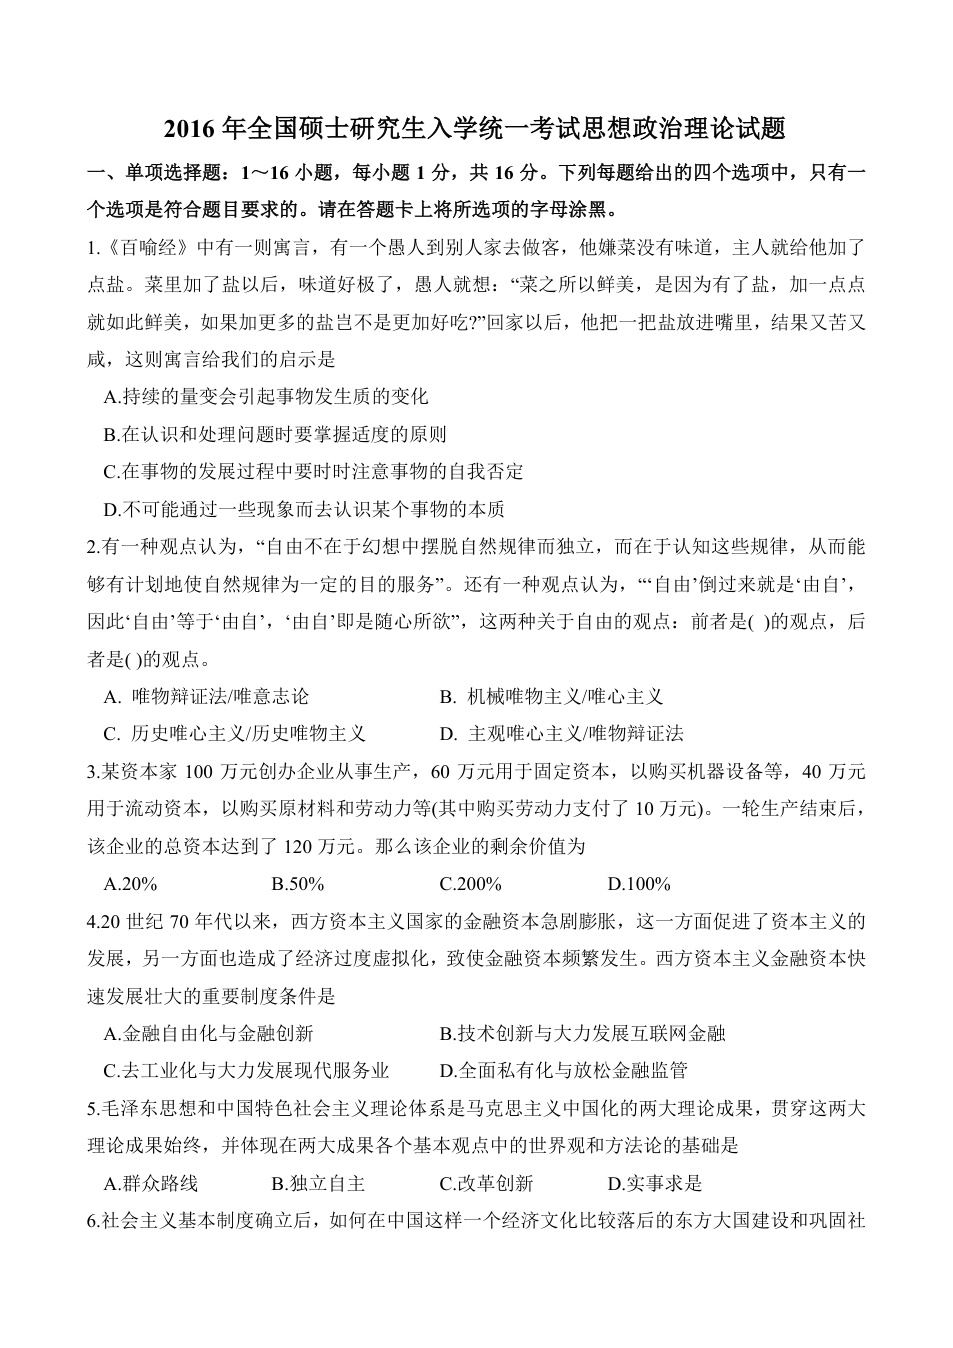 2016 年全国硕士研究生入学统一考试思想政治理论试题
一、单项选择题：1～16 小题，每小题 1 分，共 16 分。下列每题给出的四个选项中，只有一
个选项是符合题目要求的。请在答题卡上将所选项的字母涂黑。
1.《百喻经》中有一则寓言，有一个愚人到别人家去做客，他嫌菜没有味道，主人就给他加了
点盐。菜里加了盐以后，味道好极了，愚人就想：“菜之所以鲜美，是因为有了盐，加一点点
就如此鲜美，如果加更多的盐岂不是更加好吃?”回家以后，他把一把盐放进嘴里，结果又苦又
咸，这则寓言给我们的启示是
A.持续的量变会引起事物发生质的变化
B.在认识和处理问题时要掌握适度的原则
C.在事物的发展过程中要时时注意事物的自我否定
D.不可能通过一些现象而去认识某个事物的本质
2.有一种观点认为，“自由不在于幻想中摆脱自然规律而独立，而在于认知这些规律，从而能
够有计划地使自然规律为一定的目的服务”。还有一种观点认为，“‘自由’倒过来就是‘由自’，
因此‘自由’等于‘由自’，‘由自’即是随心所欲”，这两种关于自由的观点：前者是( )的观点，后
者是( )的观点。
A. 唯物辩证法/唯意志论 B. 机械唯物主义/唯心主义
C. 历史唯心主义/历史唯物主义 D. 主观唯心主义/唯物辩证法
3.某资本家 100 万元创办企业从事生产，60 万元用于固定资本，以购买机器设备等，40 万元
用于流动资本，以购买原材料和劳动力等(其中购买劳动力支付了 10 万元)。一轮生产结束后，
该企业的总资本达到了 120 万元。那么该企业的剩余价值为
A.20% B.50% C.200% D.100%
4.20 世纪 70 年代以来，西方资本主义国家的金融资本急剧膨胀，这一方面促进了资本主义的
发展，另一方面也造成了经济过度虚拟化，致使金融资本频繁发生。西方资本主义金融资本快
速发展壮大的重要制度条件是
A.金融自由化与金融创新 B.技术创新与大力发展互联网金融
C.去工业化与大力发展现代服务业 D.全面私有化与放松金融监管
5.毛泽东思想和中国特色社会主义理论体系是马克思主义中国化的两大理论成果，贯穿这两大
理论成果始终，并体现在两大成果各个基本观点中的世界观和方法论的基础是
A.群众路线 B.独立自主 C.改革创新 D.实事求是
6.社会主义基本制度确立后，如何在中国这样一个经济文化比较落后的东方大国建设和巩固社